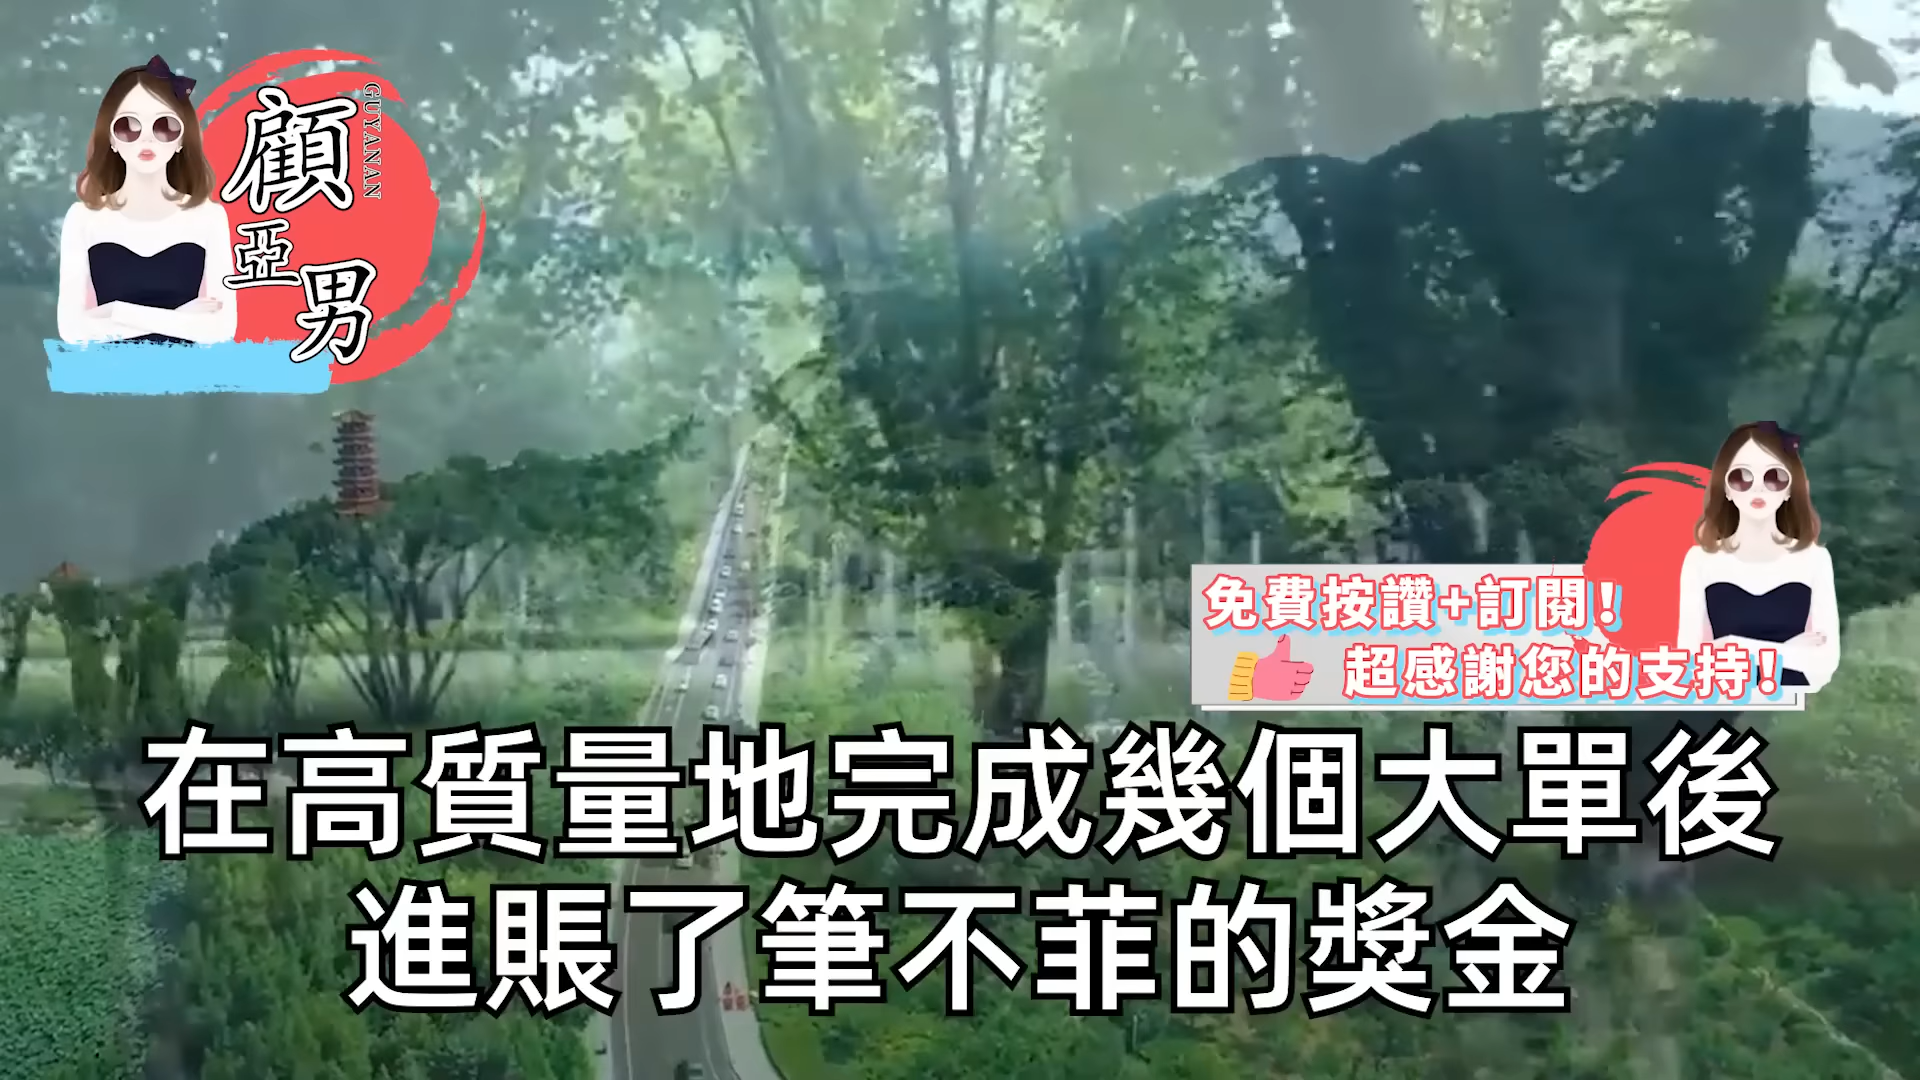 顧亞男
GUYANAN
免費按讚+訂閱!
超感謝您的支持!
在高質量地完成幾個大單後
進賬了筆不菲的獎金